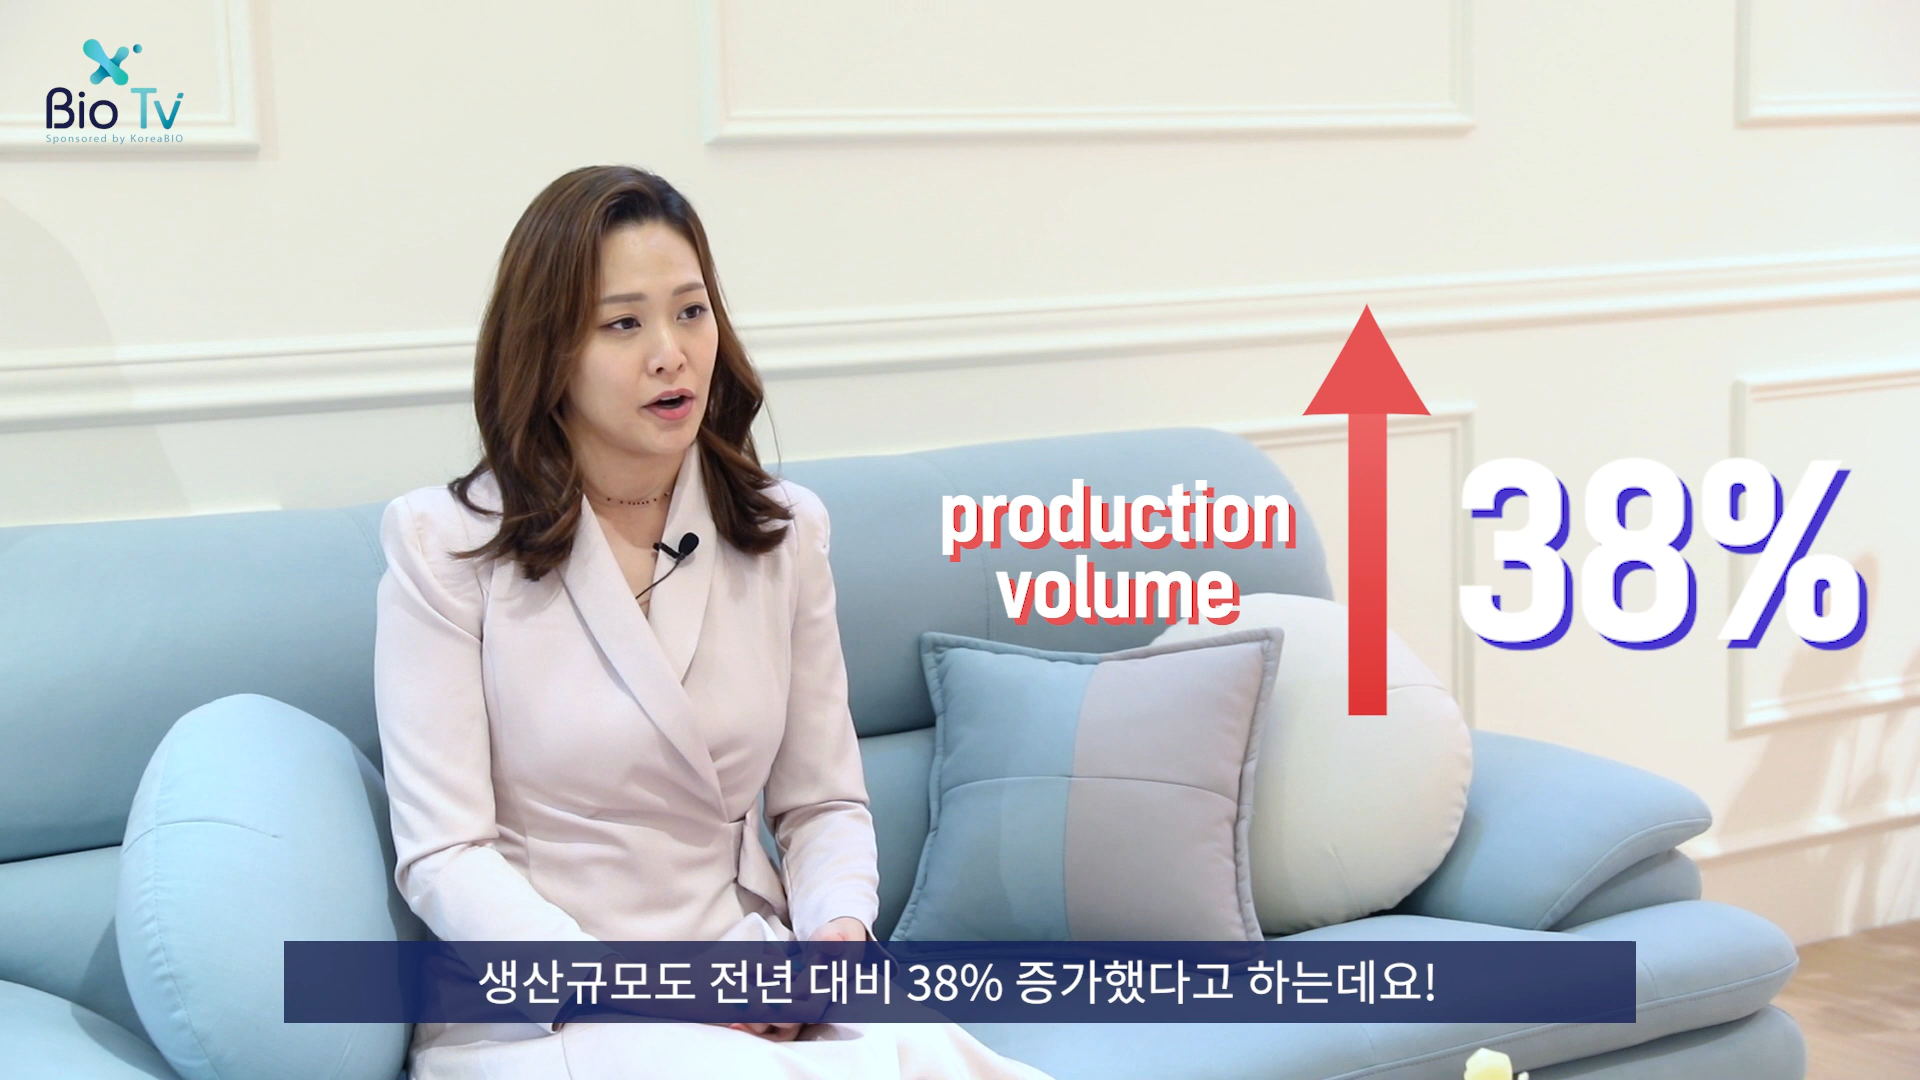 Bio Tv
Sponsored by KoreaBIO
production
volume
38%
생산규모도 전년 대비 38% 증가했다고 하는데요!